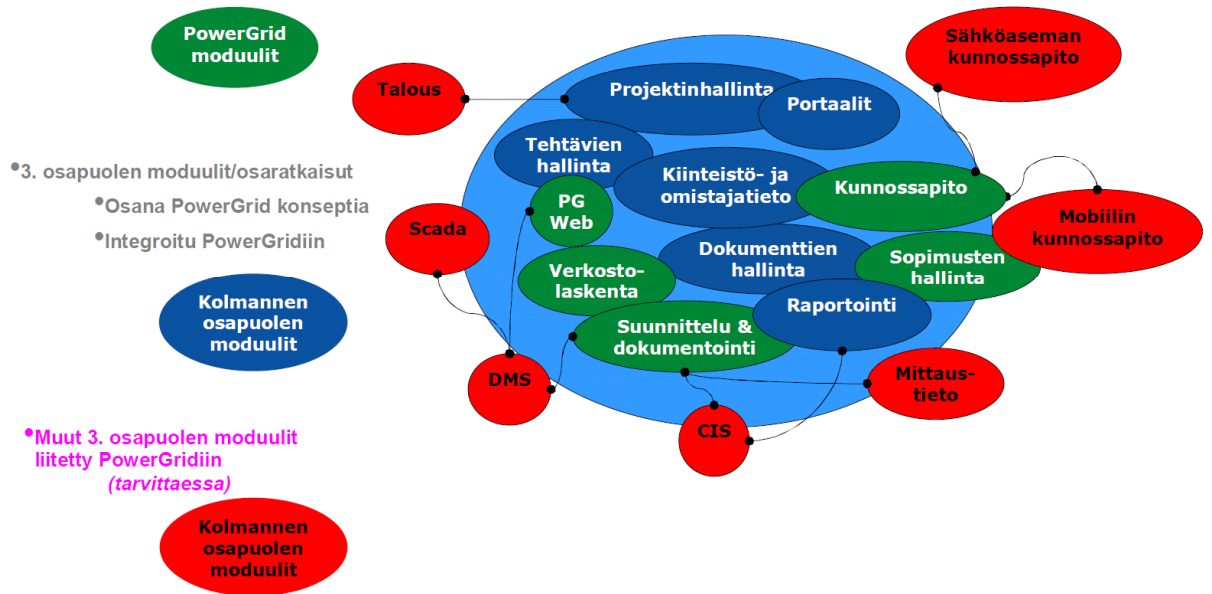 PowerGrid
moduulit
•3. osapuolen moduulit/osaratkaisut
•Osana PowerGrid konseptia
•Integroitu PowerGridiin
Kolmannen
osapuolen
moduulit
•Muut 3. osapuolen moduulit
liitetty PowerGridiin
(tarvittaessa)
Kolmannen
osapuolen
moduulit
Talous
Projektinhallinta
Portaalit
Sähköaseman
kunnossapito
Tehtävien
hallinta
Kiinteistö- ja
omistajatieto
Kunnossapito
Mobiilin
kunnossapito
Scada
PG
Web
Dokumenttien
hallinta
Sopimusten
hallinta
Verkosto-
laskenta
Raportointi
Suunnittelu &
dokumentointi
DMS
CIS
Mittaus-
tieto